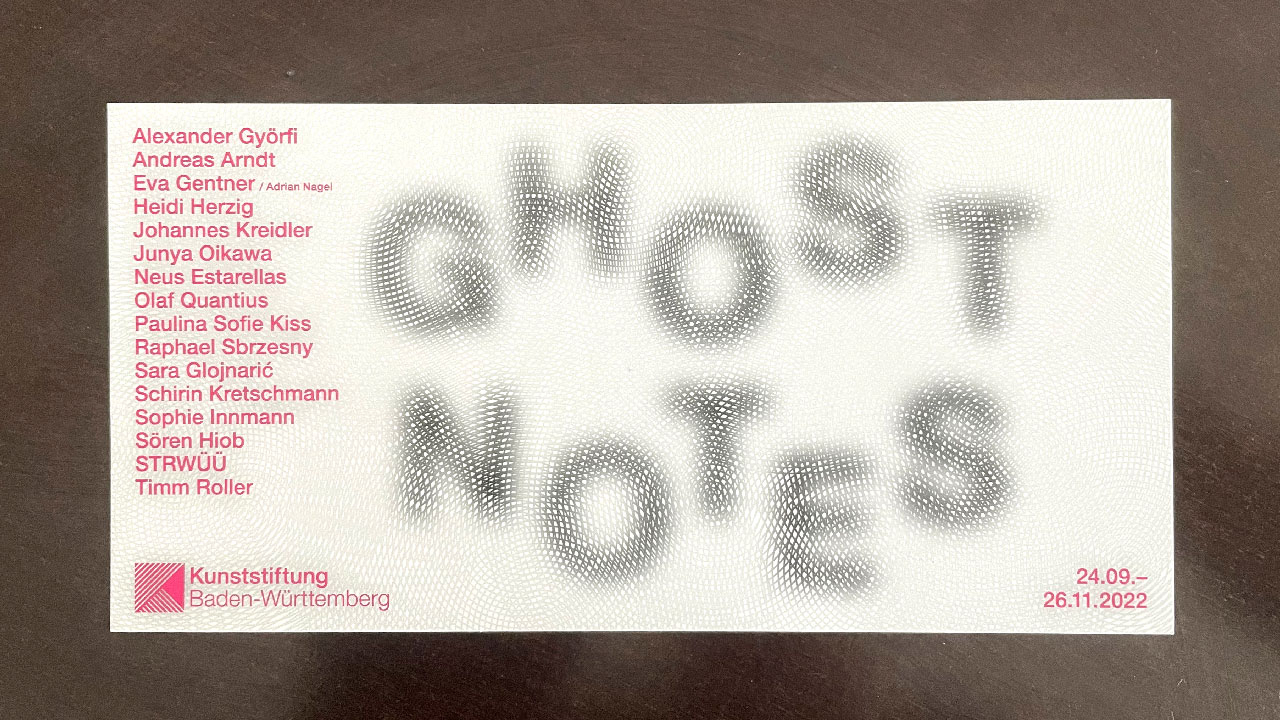 Alexander Györfi
Andreas Arndt
Eva Gentner / Adrian Nagel
Heidi Herzig
Johannes Kreidler
Junya Oikawa
Neus Estarellas
Olaf Quantius
Paulina Sofie Kiss
Raphael Sbrzesny
Sara Glojnarić
Schirin Kretschmann
Sophie Innmann
Sören Hiob
STRWÜÜ
Timm Roller
GHOST
NOTES
Kunststiftung
Baden-Württemberg
24.09.–
26.11.2022